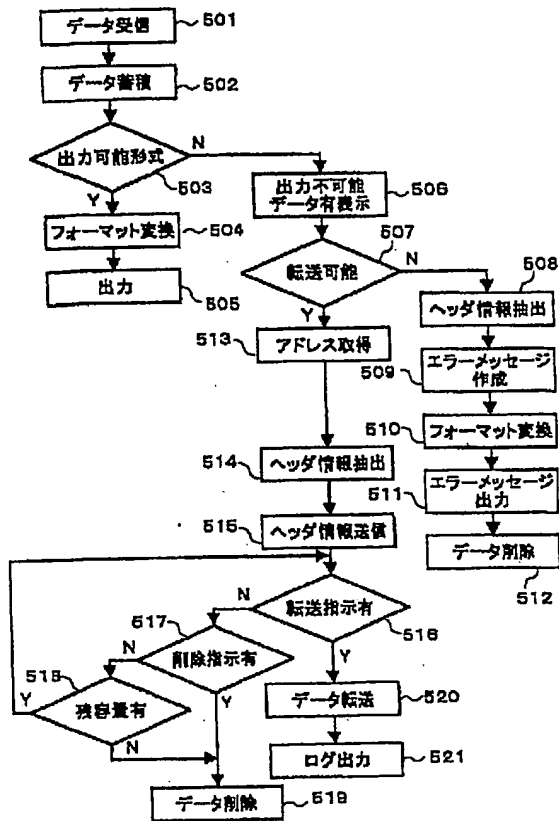 データ受信
501
データ蓄積
502
出力可能形式
503
N
Y
フォーマット変換
504
出力
505
出力不可能
データ有表示
506
転送可能
507
N
Y
ヘッダ情報抽出
508
エラーメッセージ
作成
509
フォーマット変換
510
エラーメッセージ
出力
511
データ削除
512
513
アドレス取得
514
ヘッダ情報抽出
515
ヘッダ情報送信
転送指示有
516
N
Y
517
削除指示有
N
Y
518
残容量有
Y
N
データ削除
519
データ転送
520
ログ出力
521